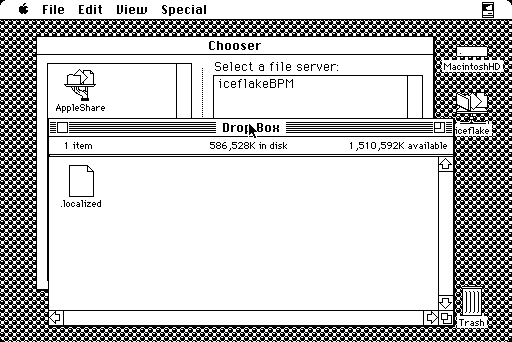 File Edit View Special
Chooser
MacintoshHD
Select a file server:
iceflakeBPM
AppleShare
iceflake
Drop Box
1 item 586,528K in disk 1,510,592K available
.localized
Trash